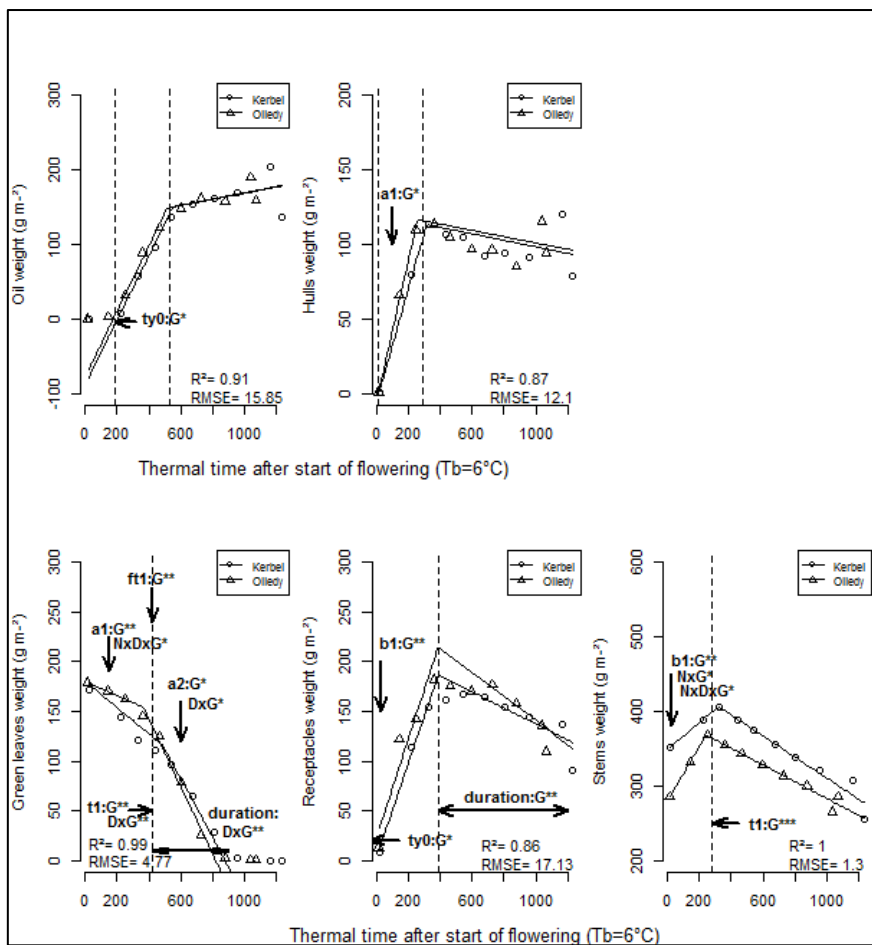 Kerbel
Olledy
Oil weight (g m-²)
-100 0 100 200 300
ty0:G*
R²= 0.91
RMSE= 15.85
0 200 600 1000
Kerbel
Olledy
Hulls weight (g m-²)
0 50 100 150 200
a1:G*
R²= 0.87
RMSE= 12.1
0 200 600 1000
Thermal time after start of flowering (Tb=6°C)
Kerbel
Olledy
Green leaves weight (g m-²)
0 50 100 150 200 250 300
ft1:G**
a1:G**
NxDxG*
a2:G*
DxG*
t1:G**
DxG**
duration:
DxG**
R²= 0.99
RMSE= 4.77
0 200 600 1000
Kerbel
Olledy
Receptacles weight (g m-²)
0 50 100 150 200 250 300
b1:G**
duration:G**
ty0:G*
R²= 0.86
RMSE= 17.13
0 200 600 1000
Kerbel
Olledy
Stems weight (g m-²)
200 300 400 500 600
b1:G**
NxG*
NxDxG*
t1:G***
R²= 1
RMSE= 1.3
0 200 600 1000
Thermal time after start of flowering (Tb=6°C)